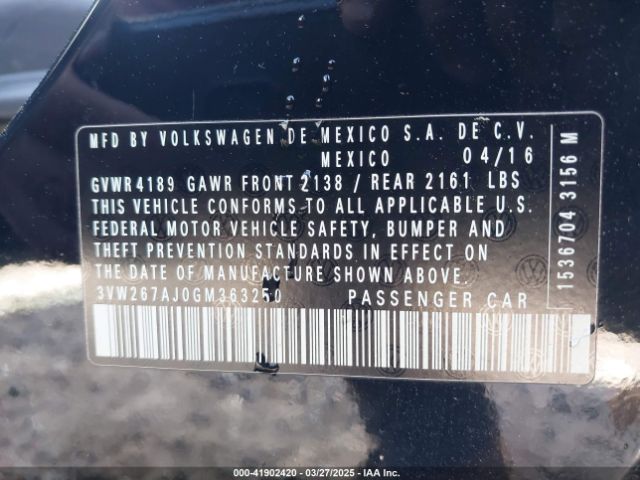 MFD BY VOLKSWAGEN DE MEXICO S.A. DE C.V.
MEXICO 04/16
GVWR 4189 GAWR FRONT 2138 / REAR 2161 LBS
THIS VEHICLE CONFORMS TO ALL APPLICABLE U.S.
FEDERAL MOTOR VEHICLE SAFETY, BUMPER AND
THEFT PREVENTION STANDARDS IN EFFECT ON
THE DATE OF MANUFACTURE SHOWN ABOVE.
3VW267AJ0GM363250 PASSENGER CAR
1536704 3156 M
000-41902420 • 03/27/2025 • IAA Inc.